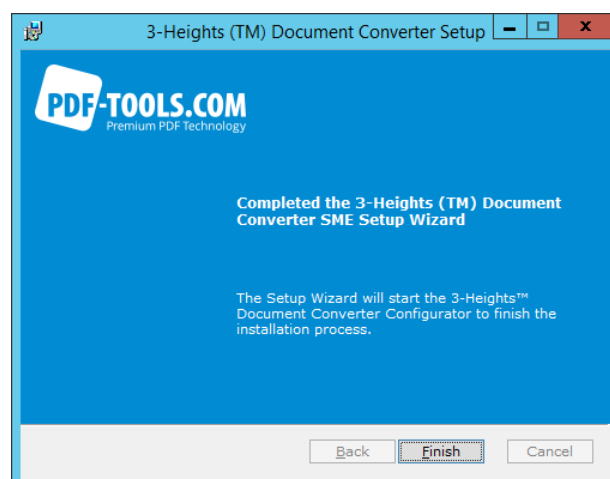 3-Heights (TM) Document Converter Setup
PDF-TOOLS.COM
Premium PDF Technology
Completed the 3-Heights (TM) Document
Converter SME Setup Wizard
The Setup Wizard will start the 3-Heights™
Document Converter Configurator to finish the
installation process.
Back Finish Cancel